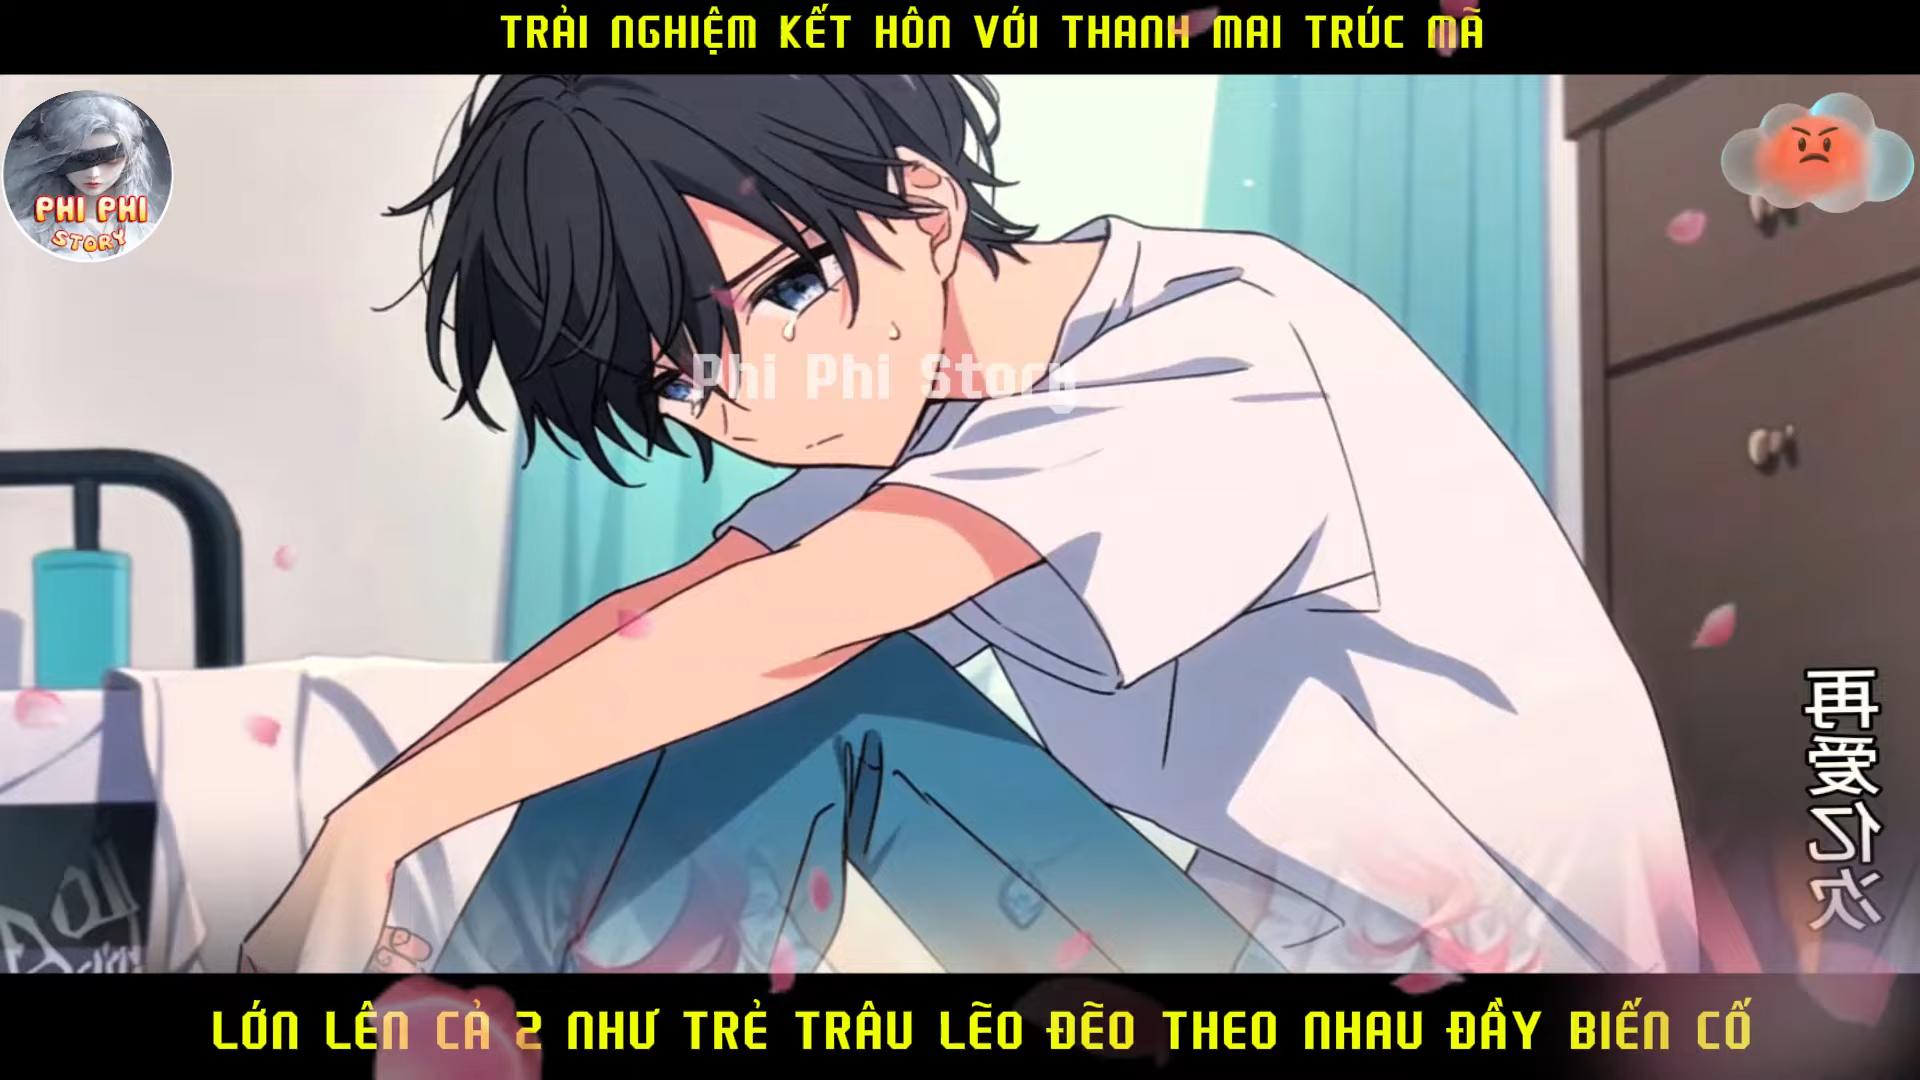 TRẢI NGHIỆM KẾT HÔN VỚI THANH MAI TRÚC MÃ
PHI PHI
STORY
Phi Phi Story
再爱亿次
LỚN LÊN CẢ 2 NHƯ TRẺ TRÂU LẼO ĐẼO THEO NHAU ĐẦY BIẾN CỐ